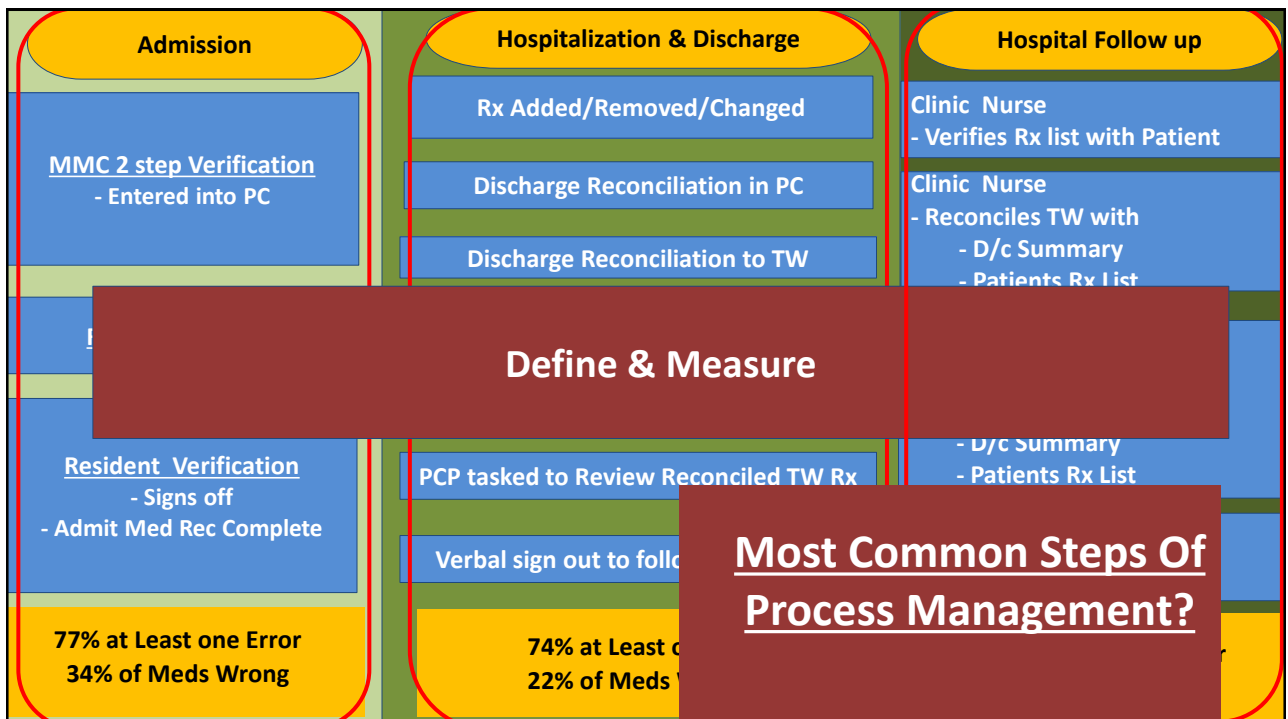 Admission
MMC 2 step Verification
- Entered into PC
Resident Verification
- Signs off
- Admit Med Rec Complete
77% at Least one Error
34% of Meds Wrong
Hospitalization & Discharge
Rx Added/Removed/Changed
Discharge Reconciliation in PC
Discharge Reconciliation to TW
Define & Measure
PCP tasked to Review Reconciled TW Rx
Verbal sign out to
74% at Least
22% of Meds
Hospital Follow up
Clinic Nurse
- Verifies Rx list with Patient
Clinic Nurse
- Reconciles TW with
- D/c Summary
- Patients Rx List
- D/c Summary
- Patients Rx List
Most Common Steps Of
Process Management?